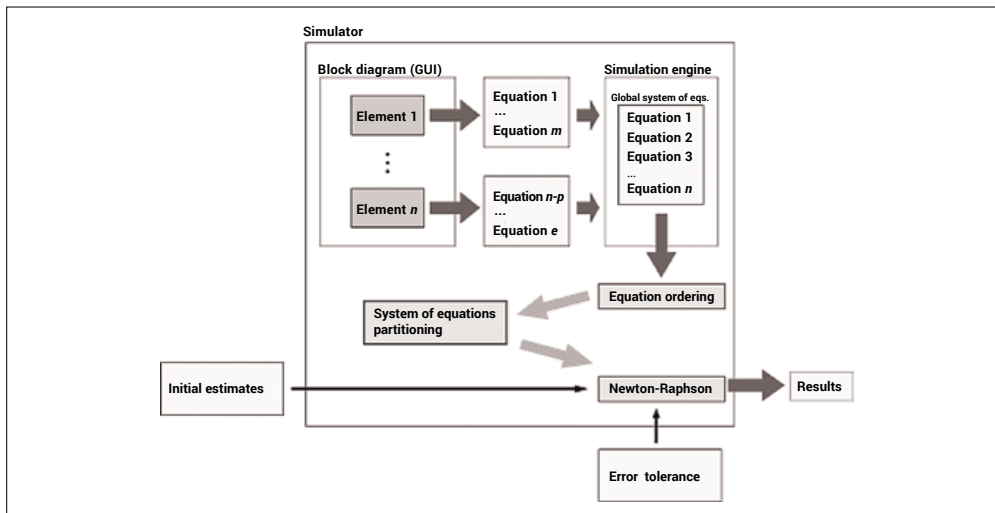 Simulator
Block diagram (GUI)
Element 1
⋮
Element n
Equation 1
...
Equation m
Equation n-p
...
Equation e
Simulation engine
Global system of eqs.
Equation 1
Equation 2
Equation 3
...
Equation n
Equation ordering
System of equations
partitioning
Initial estimates
Newton-Raphson
Results
Error tolerance